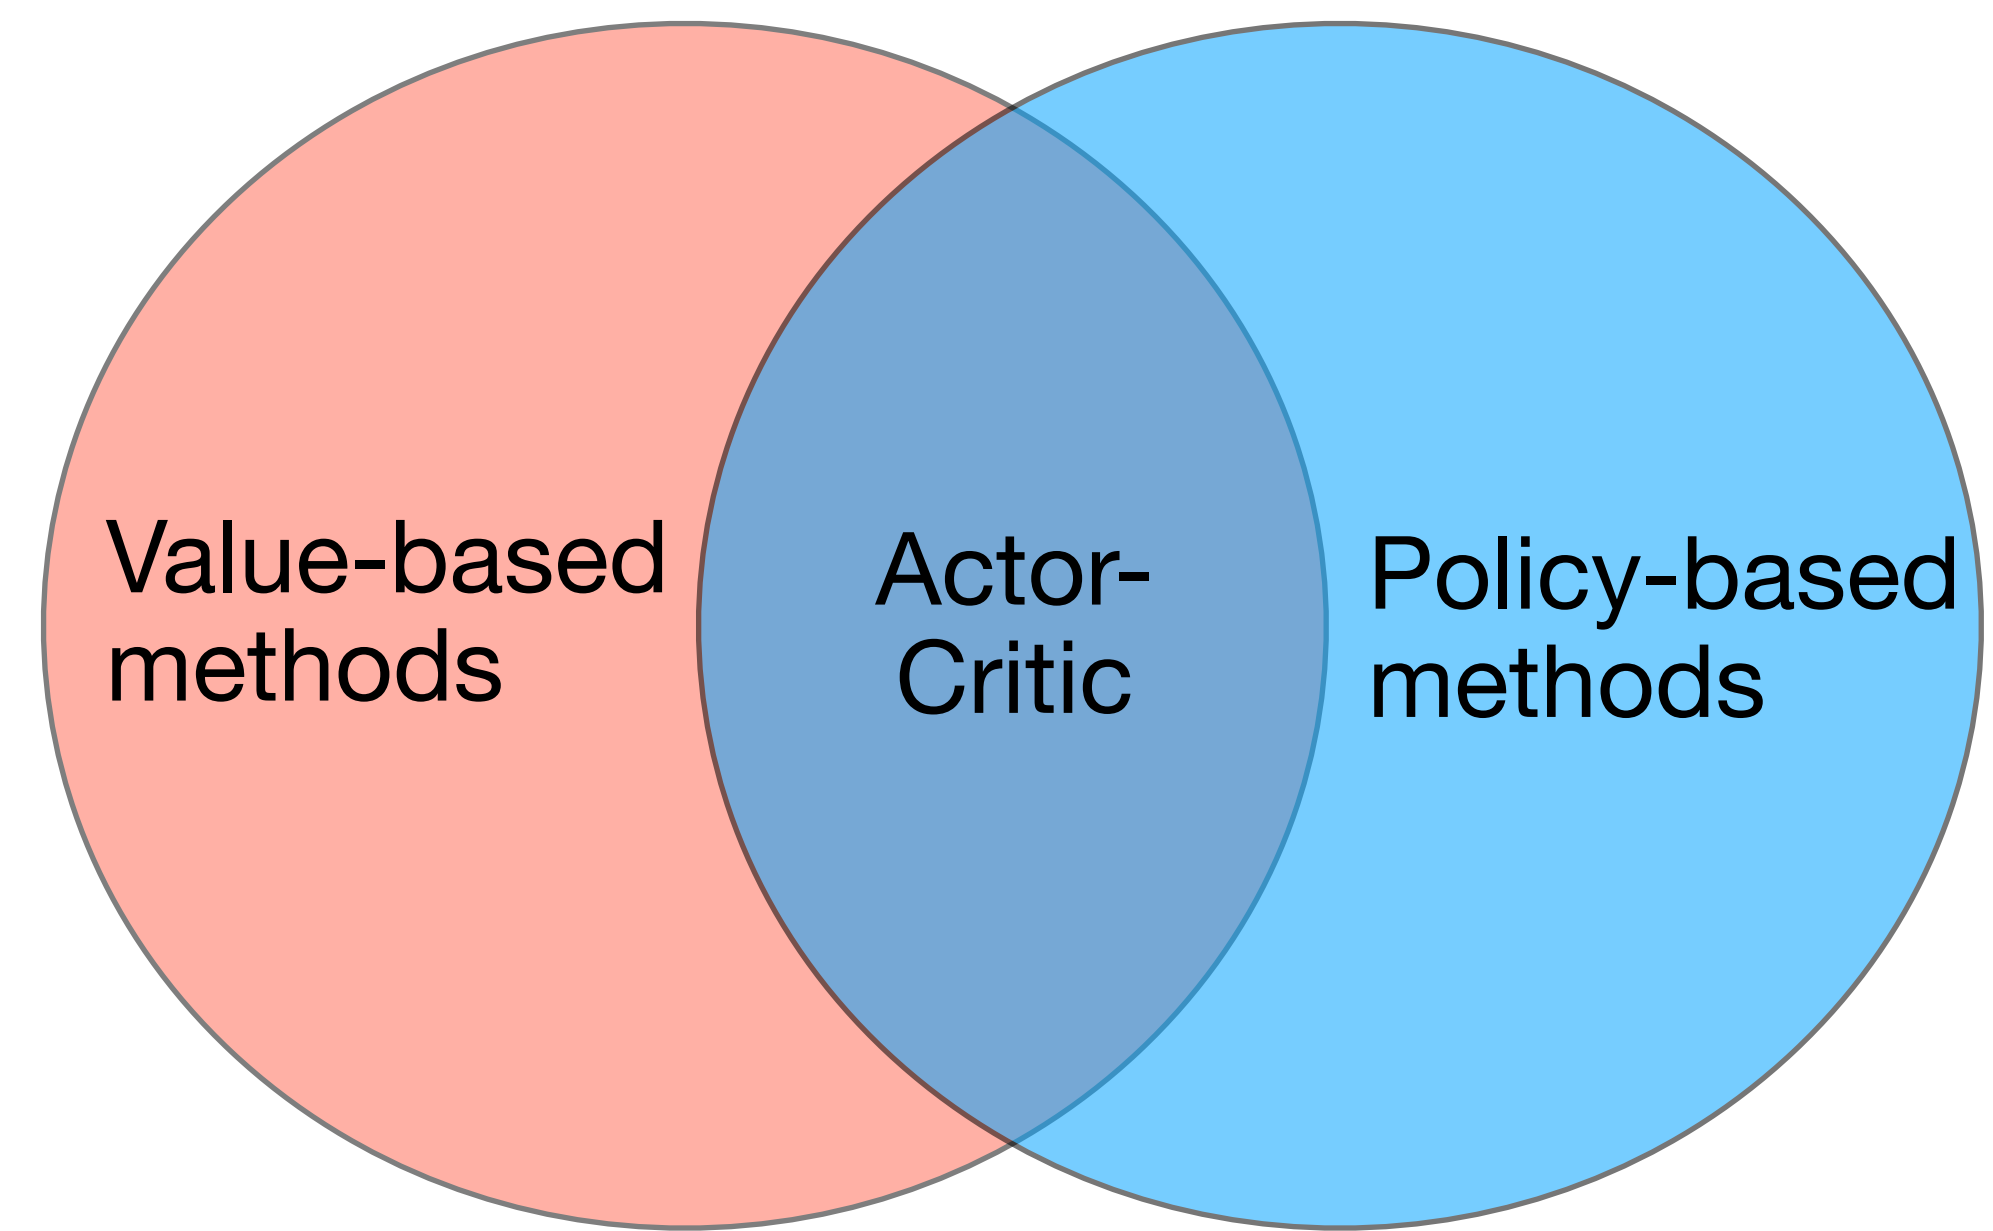 Value-based
methods
Actor-
Critic
Policy-based
methods